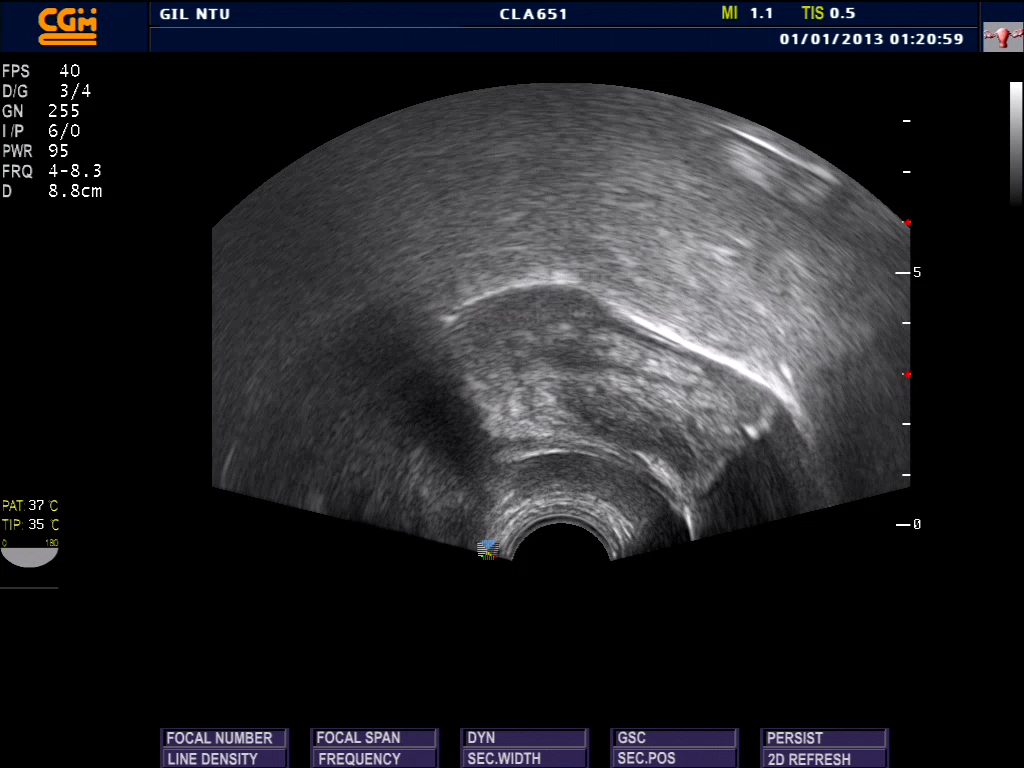 CGM
GIL NTU CLA651 MI 1.1 TIS 0.5
01/01/2013 01:20:59
FPS 40
D/G 3/4
GN 255
I/P 6/0
PWR 95
FRQ 4-8.3
D 8.8cm
5
PAT: 37 °C
TIP: 35 °C
0 180
0
FOCAL NUMBER FOCAL SPAN DYN GSC PERSIST
LINE DENSITY FREQUENCY SEC.WIDTH SEC.POS 2D REFRESH